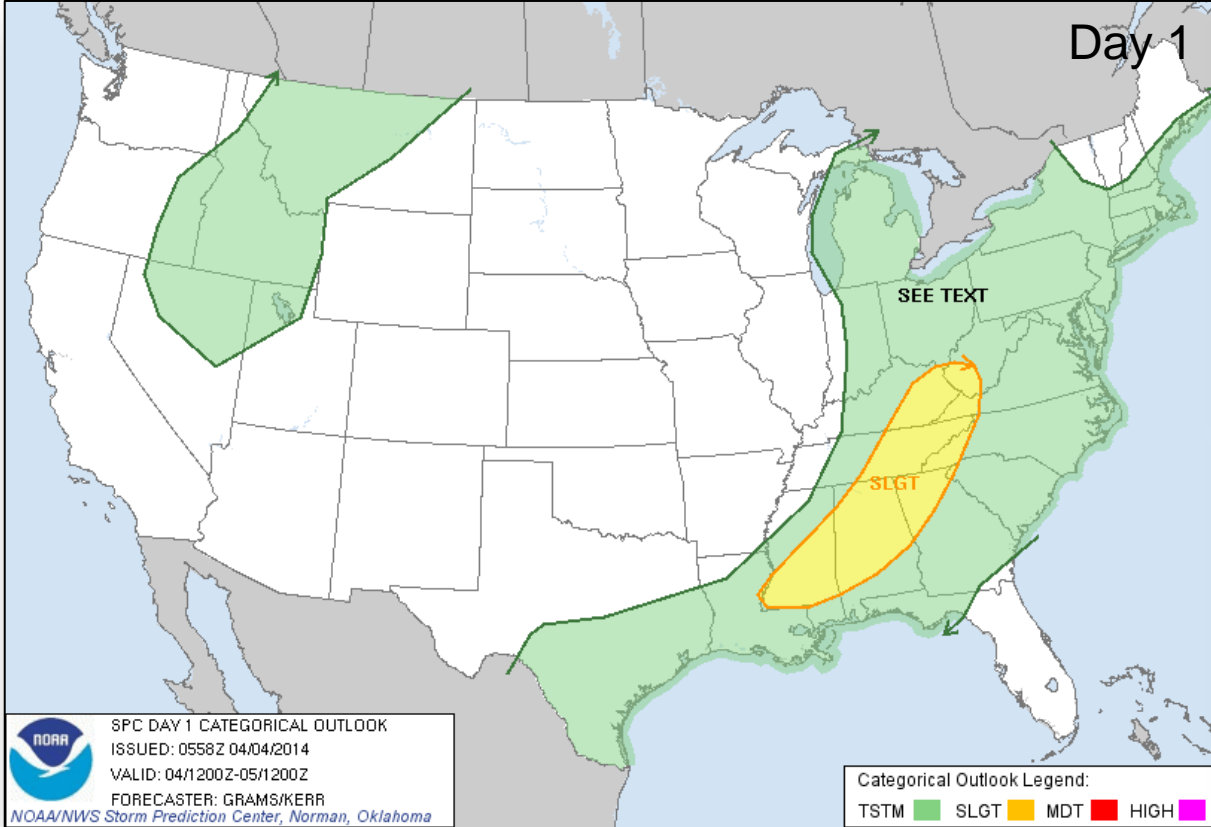 Day 1
SEE TEXT
SLGT
NOAA
SPC DAY 1 CATEGORICAL OUTLOOK
ISSUED: 0558Z 04/04/2014
VALID: 04/1200Z-05/1200Z
FORECASTER: GRAMS/KERR
NOAA/NWS Storm Prediction Center, Norman, Oklahoma
Categorical Outlook Legend:
TSTM SLGT MDT HIGH